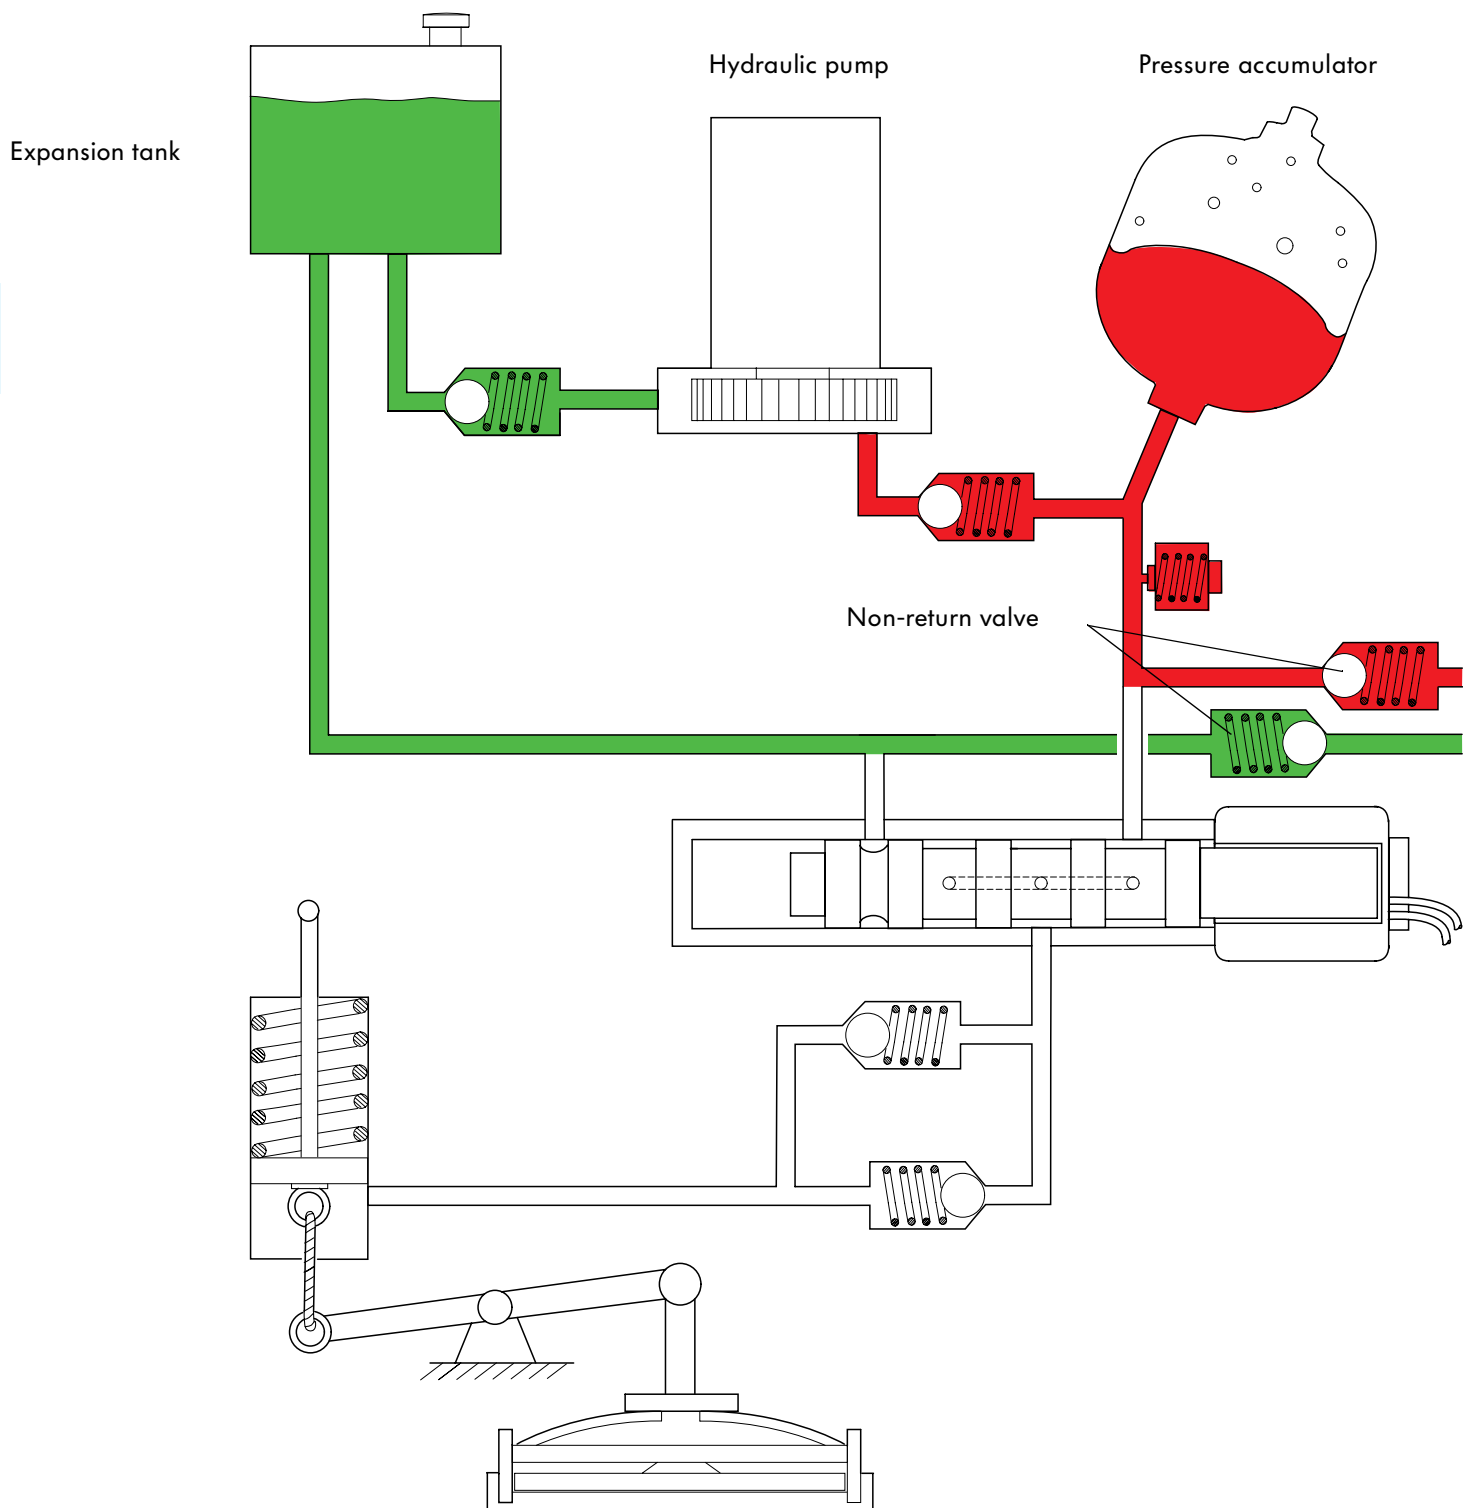 Hydraulic pump
Pressure accumulator
Expansion tank
Non-return valve